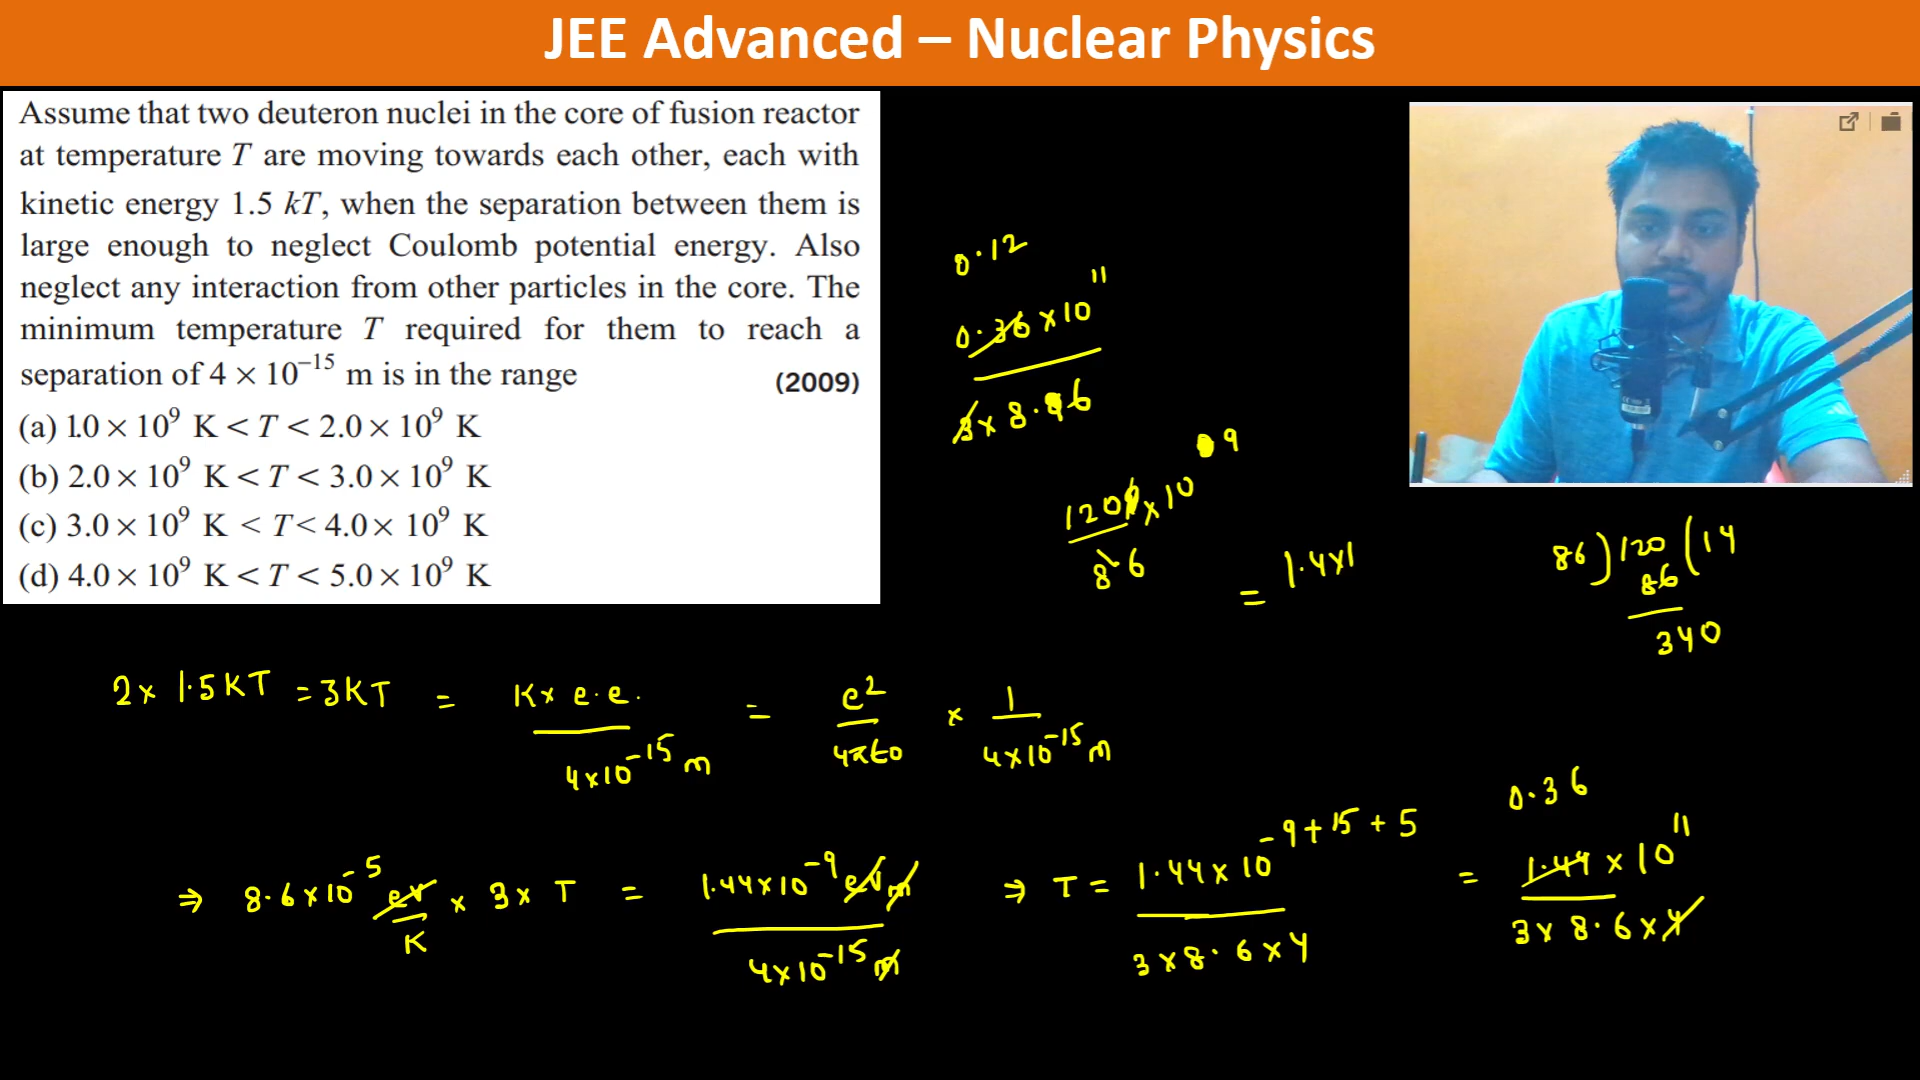 JEE Advanced – Nuclear Physics
Assume that two deuteron nuclei in the core of fusion reactor
at temperature T are moving towards each other, each with
kinetic energy 1.5 kT, when the separation between them is
large enough to neglect Coulomb potential energy. Also
neglect any interaction from other particles in the core. The
minimum temperature T required for them to reach a
separation of 4 × 10⁻¹⁵ m is in the range (2009)
(a) 1.0 × 10⁹ K < T < 2.0 × 10⁹ K
(b) 2.0 × 10⁹ K < T < 3.0 × 10⁹ K
(c) 3.0 × 10⁹ K < T < 4.0 × 10⁹ K
(d) 4.0 × 10⁹ K < T < 5.0 × 10⁹ K
0.12
0.36 × 10¹¹
3 × 8.6
120 × 10⁹
86
= 1.4×1
86)120(14
86
340
2 × 1.5KT = 3KT = K× e.e. / 4×10⁻¹⁵ m = e² / 4πε0 × 1 / 4×10⁻¹⁵ m
⇒ 8.6×10⁻⁵ ev/K × 3 × T = 1.44×10⁻⁹ evm / 4×10⁻¹⁵ m ⇒ T = 1.44×10⁻⁹⁺¹⁵⁺⁵ / 3×8.6×4 = 1.44 × 10¹¹ / 3× 8.6×4
0.36